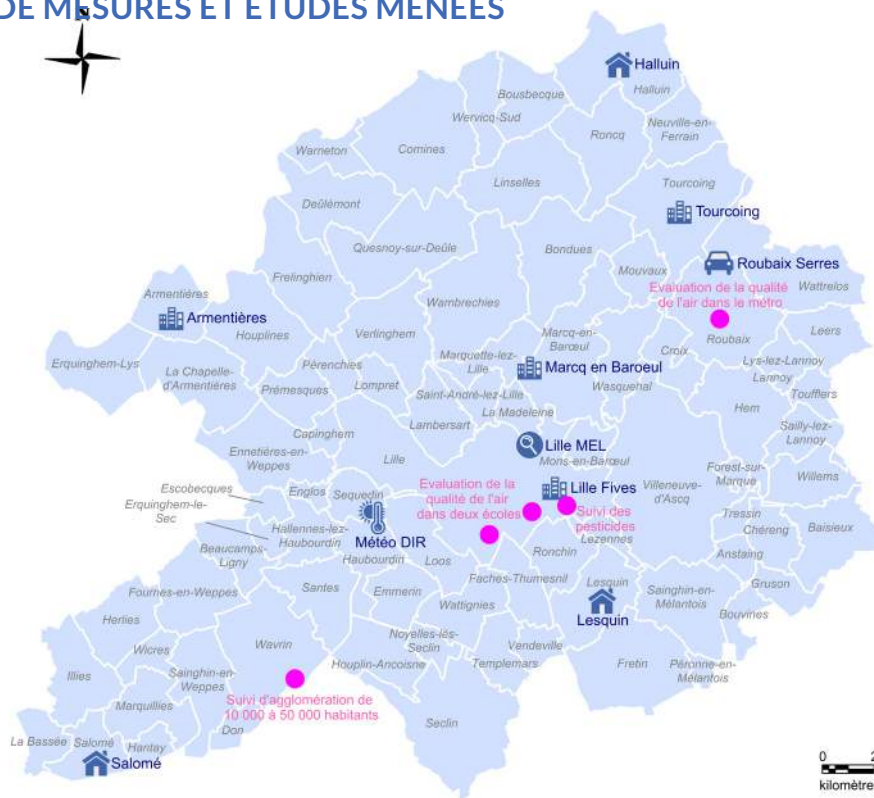 DE MESURES ET ETUDES MENÉES
Halluin
Halluin
Bousbecque
Wervicq-Sud
Neuville-en-
Ferrain
Roncq
Warneton
Comines
Linselles
Tourcoing
Tourcoing
Deûlémont
Quesnoy-sur-Deûle
Bondues
Roubaix Serres
Mouvaux
Frelinghien
Evaluation de la qualité
de l'air dans le métro
Wattrelos
Armentières
Armentières
Wambrechies
Houplines
Verlinghem
Marcq-en-
Barœul
Roubaix
Leers
Croix
Erquinghem-Lys
La Chapelle-
d'Armentières
Pérenchies
Marquette-lez-
Lille
Marcq en Baroeul
Lys-lez-Lannoy
Lannoy
Prémesques
Lompret
Saint-André-lez-Lille
Wasquehal
Toufflers
La Madeleine
Hem
Lambersart
Sailly-lez-
Lannoy
Capinghem
Lille MEL
Ennetières-en-
Weppes
Lille
Mons-en-Barœul
Forest-sur-
Marque
Willems
Escobecques
Englos
Sequedin
Evaluation de la
qualité de l'air
dans deux écoles
Lille Fives
Villeneuve-
d'Ascq
Erquinghem-le-
Sec
Suivi des
pesticides
Tressin
Hallennes-lez-
Haubourdin
Météo DIR
Lezennes
Chéreng
Baisieux
Beaucamps-
Ligny
Haubourdin
Loos
Ronchin
Anstaing
Fournes-en-Weppes
Santes
Emmerin
Faches-Thumesnil
Lesquin
Sainghin-en-
Mélantois
Gruson
Wattignies
Lesquin
Bouvines
Herlies
Wicres
Wavrin
Noyelles-lès-
Seclin
Vendeville
Houplin-Ancoisne
Templemars
Fretin
Péronne-en-
Mélantois
Illies
Sainghin-en-
Weppes
Marquillies
Suivi d'agglomération de
10 000 à 50 000 habitants
Don
Seclin
La Bassée
Salomé
Hantay
Salomé
0 2
kilomètre